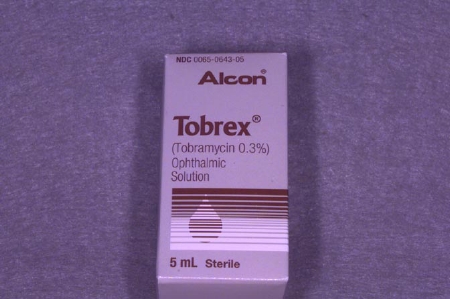 NDC 0065-0643-05
Alcon®
Tobrex®
(Tobramycin 0.3%)
Ophthalmic
Solution
5 mL Sterile